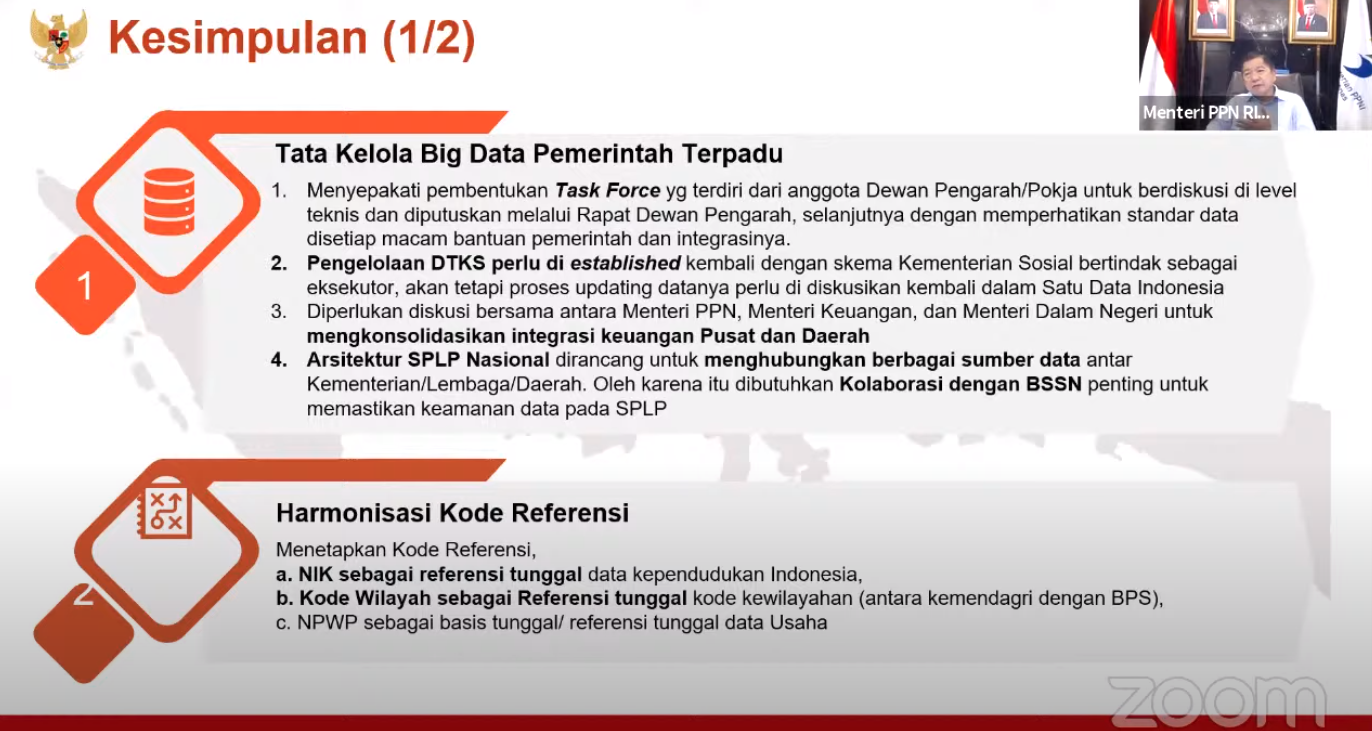 Kesimpulan (1/2)
Menteri PPN RI...
1
Tata Kelola Big Data Pemerintah Terpadu
1. Menyepakati pembentukan Task Force yg terdiri dari anggota Dewan Pengarah/Pokja untuk berdiskusi di level
teknis dan diputuskan melalui Rapat Dewan Pengarah, selanjutnya dengan memperhatikan standar data
disetiap macam bantuan pemerintah dan integrasinya.
2. Pengelolaan DTKS perlu di established kembali dengan skema Kementerian Sosial bertindak sebagai
eksekutor, akan tetapi proses updating datanya perlu di diskusikan kembali dalam Satu Data Indonesia
3. Diperlukan diskusi bersama antara Menteri PPN, Menteri Keuangan, dan Menteri Dalam Negeri untuk
mengkonsolidasikan integrasi keuangan Pusat dan Daerah
4. Arsitektur SPLP Nasional dirancang untuk menghubungkan berbagai sumber data antar
Kementerian/Lembaga/Daerah. Oleh karena itu dibutuhkan Kolaborasi dengan BSSN penting untuk
memastikan keamanan data pada SPLP
2
Harmonisasi Kode Referensi
Menetapkan Kode Referensi,
a. NIK sebagai referensi tunggal data kependudukan Indonesia,
b. Kode Wilayah sebagai Referensi tunggal kode kewilayahan (antara kemendagri dengan BPS),
c. NPWP sebagai basis tunggal/ referensi tunggal data Usaha
zoom